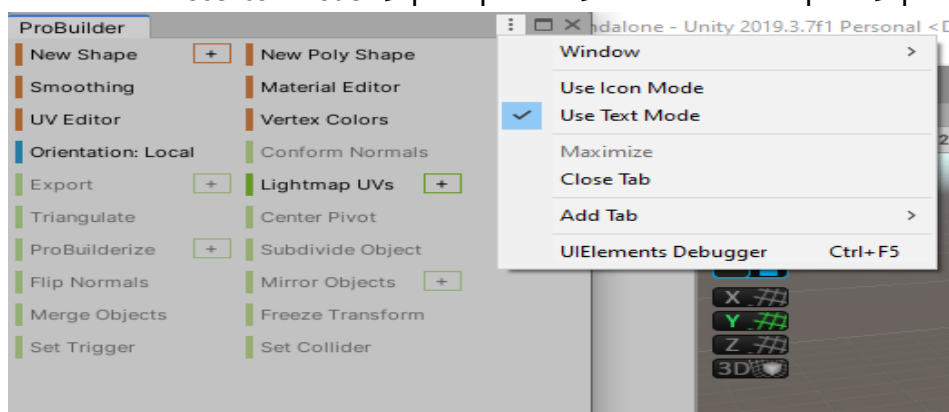 ProBuilder
New Shape +
New Poly Shape
Smoothing
Material Editor
UV Editor
Vertex Colors
Orientation: Local
Conform Normals
Export +
Lightmap UVs +
Triangulate
Center Pivot
ProBuilderize +
Subdivide Object
Flip Normals
Mirror Objects +
Merge Objects
Freeze Transform
Set Trigger
Set Collider
ndalone - Unity 2019.3.7f1 Personal <D
Window >
Use Icon Mode
Use Text Mode
Maximize
Close Tab
Add Tab >
UIElements Debugger Ctrl+F5
2
X
Y
Z
3D